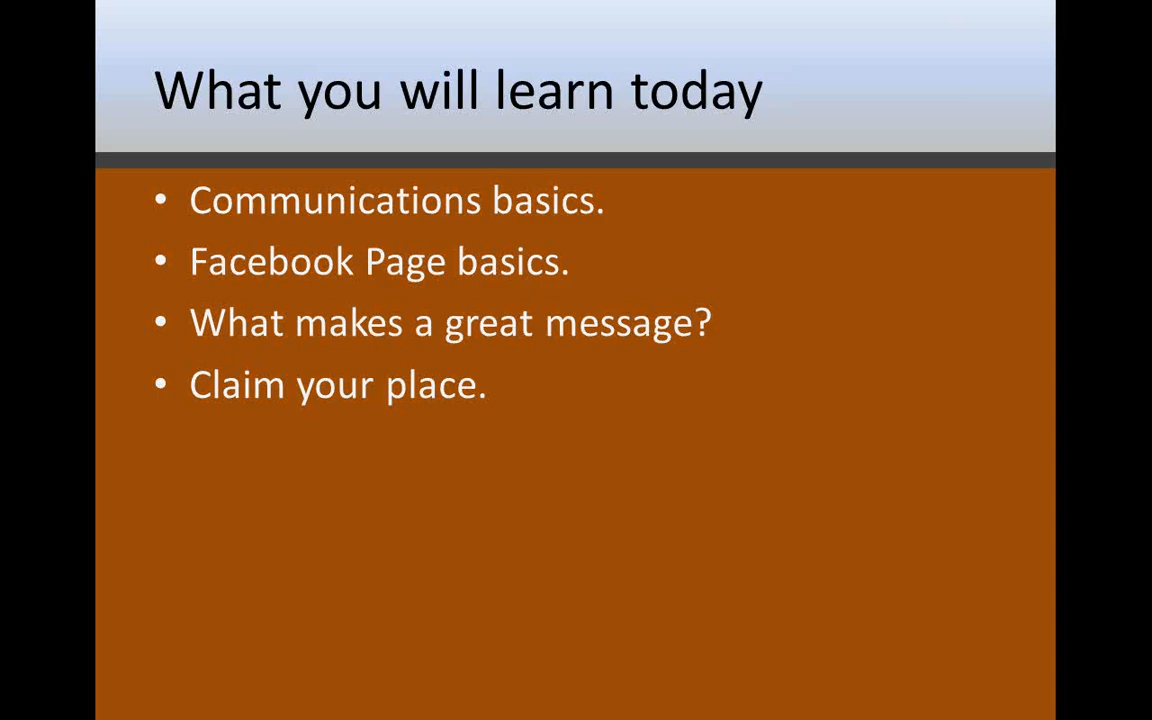 What you will learn today
• Communications basics.
• Facebook Page basics.
• What makes a great message?
• Claim your place.